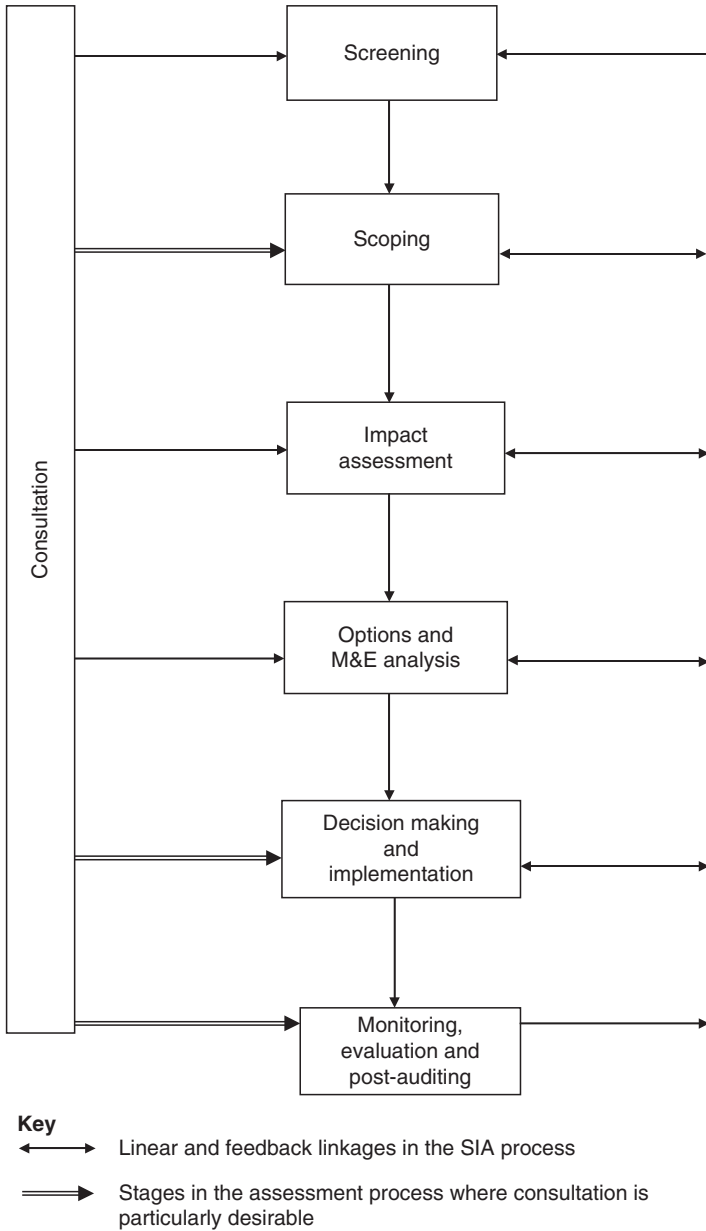 Consultation
Screening
Scoping
Impact
assessment
Options and
M&E analysis
Decision making
and
implementation
Monitoring,
evaluation and
post-auditing
Key
Linear and feedback linkages in the SIA process
Stages in the assessment process where consultation is
particularly desirable